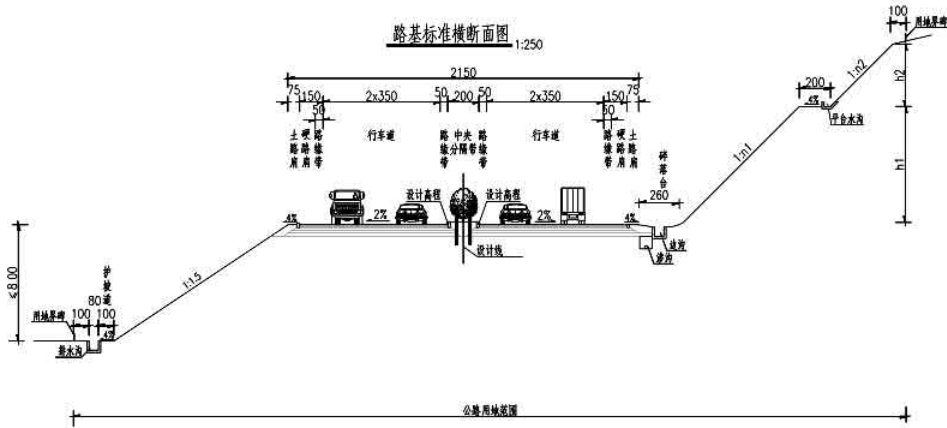 路基标准横断面图 1:250
100
用地界碑
2150
75 150 2x350 50 200 50 2x350 150 75
50
50
土路肩
硬路肩
路缘带
行车道
路缘带
中央分隔带
路缘带
行车道
路缘带
硬路肩
土路肩
200
4%
平台水沟
1:n2
h2
1:n1
h1
碎落台
260
设计高程
设计高程
4%
2%
2%
4%
设计线
边沟
渗沟
≤8.00
1:1.5
护坡道
80
100 100
用地界碑
4%
排水沟
公路用地范围